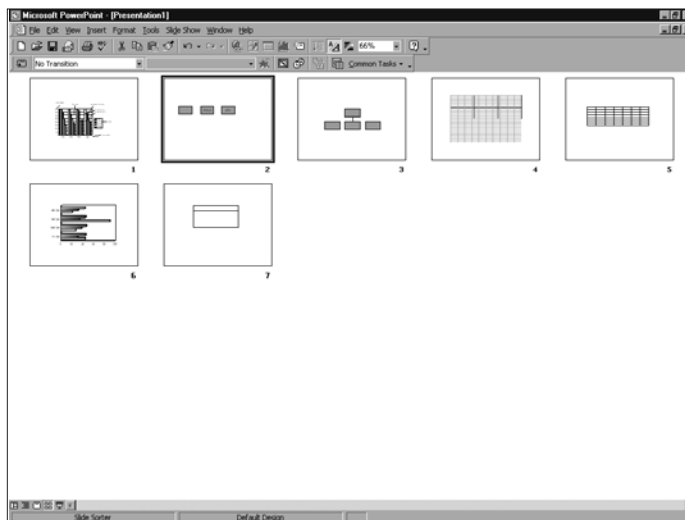 Microsoft PowerPoint - [Presentation1]
File Edit View Insert Format Tools Slide Show Window Help
66%
No Transition
Common Tasks
1 2 3 4 5
6 7
Slide Sorter Default Design